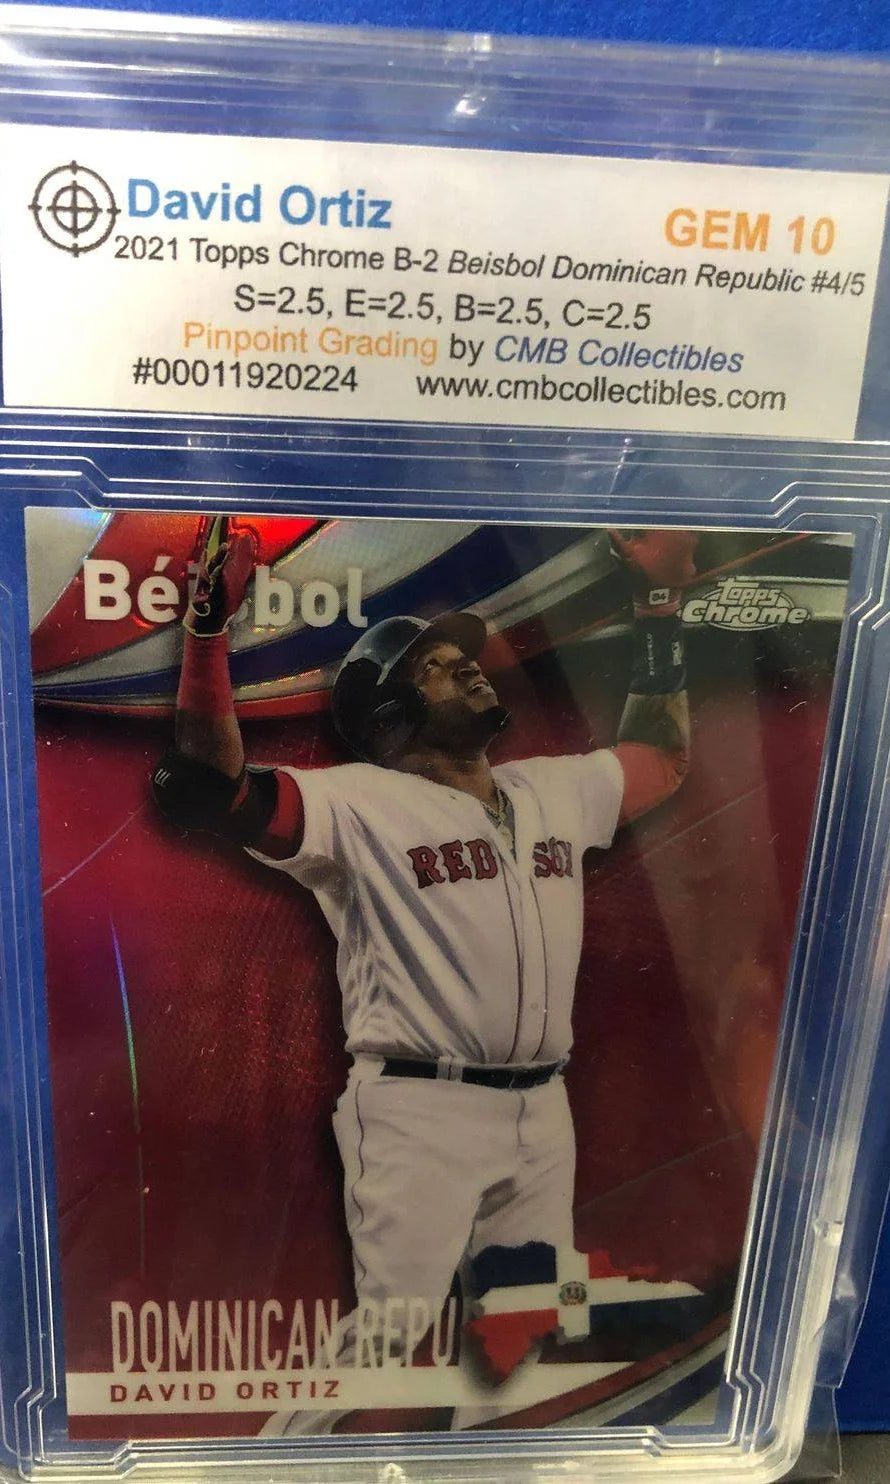 David Ortiz GEM 10
2021 Topps Chrome B-2 Beisbol Dominican Republic #4/5
S=2.5, E=2.5, B=2.5, C=2.5
Pinpoint Grading by CMB Collectibles
#00011920224 www.cmbcollectibles.com
Béisbol
Topps
Chrome
RED SOX
DOMINICAN REPU
DAVID ORTIZ